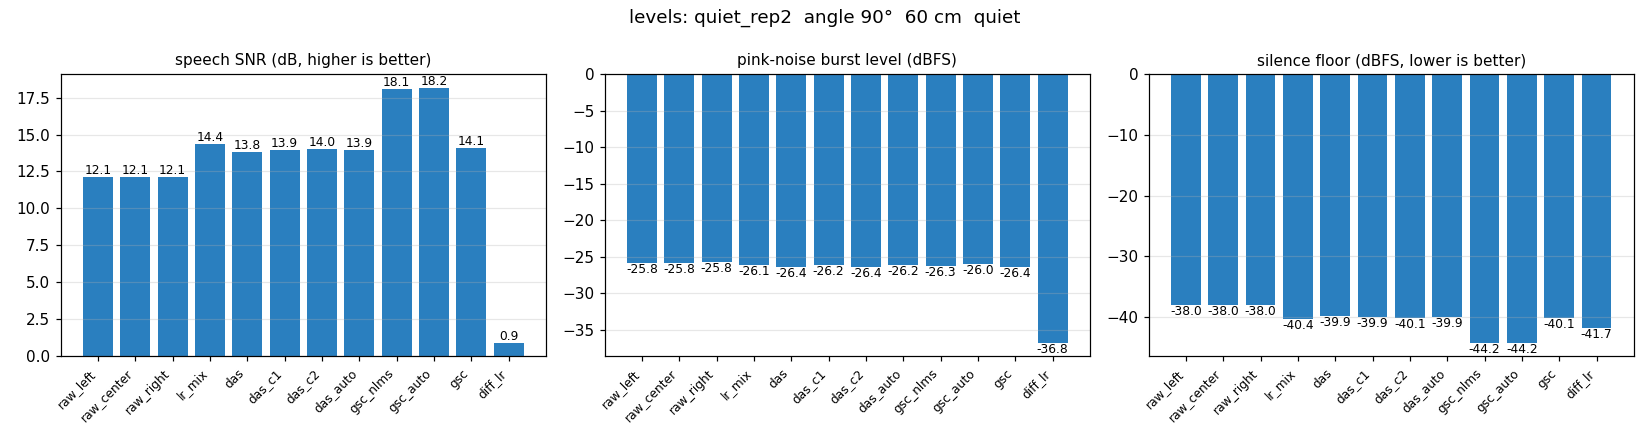 levels: quiet_rep2  angle 90°  60 cm  quiet
speech SNR (dB, higher is better)
17.5
15.0
12.5
10.0
7.5
5.0
2.5
0.0
12.1
12.1
12.1
14.4
13.8
13.9
14.0
13.9
18.1
18.2
14.1
0.9
raw_left
raw_center
raw_right
lr_mix
das
das_c1
das_c2
das_auto
gsc_nlms
gsc_auto
gsc
diff_lr
pink-noise burst level (dBFS)
0
−5
−10
−15
−20
−25
−30
−35
-25.8
-25.8
-25.8
-26.1
-26.4
-26.2
-26.4
-26.2
-26.3
-26.0
-26.4
-36.8
raw_left
raw_center
raw_right
lr_mix
das
das_c1
das_c2
das_auto
gsc_nlms
gsc_auto
gsc
diff_lr
silence floor (dBFS, lower is better)
0
−10
−20
−30
−40
-38.0
-38.0
-38.0
-40.4
-39.9
-39.9
-40.1
-39.9
-44.2
-44.2
-40.1
-41.7
raw_left
raw_center
raw_right
lr_mix
das
das_c1
das_c2
das_auto
gsc_nlms
gsc_auto
gsc
diff_lr